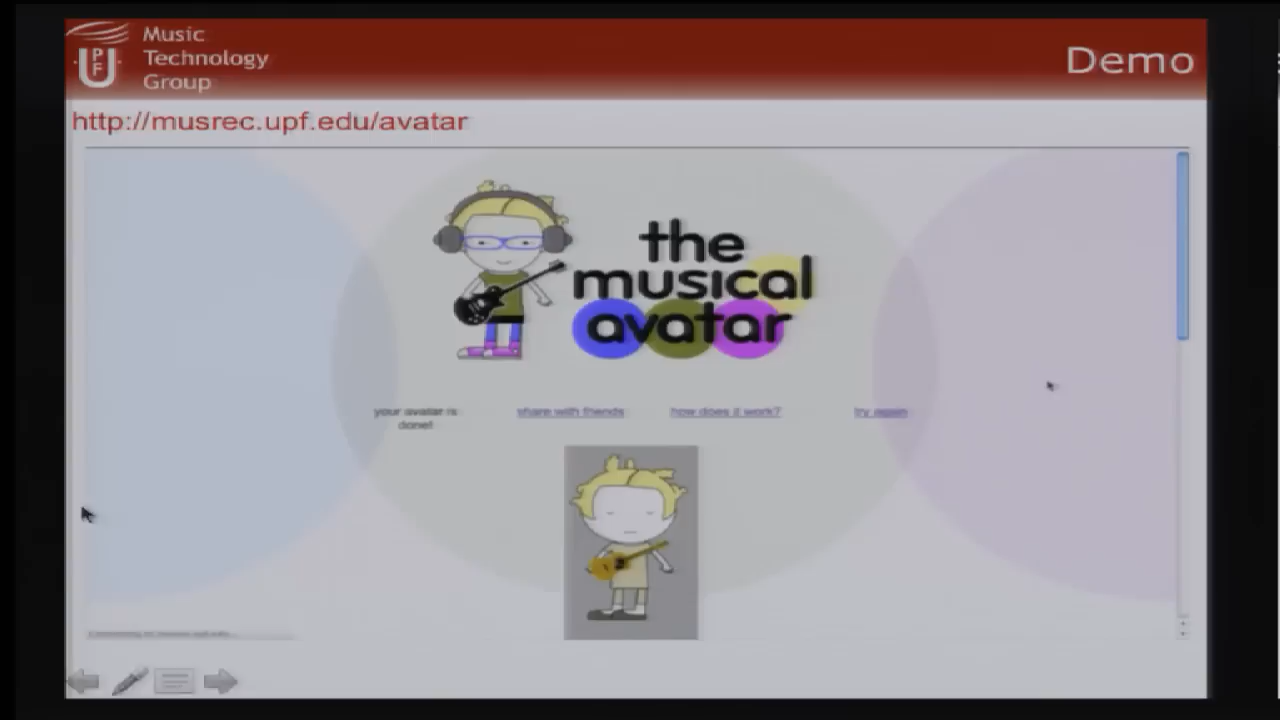 Music
Technology
Group
UPF
Demo
http://musrec.upf.edu/avatar
the
musical
avatar
your avatar is
done!
share with friends
how does it work?
try again